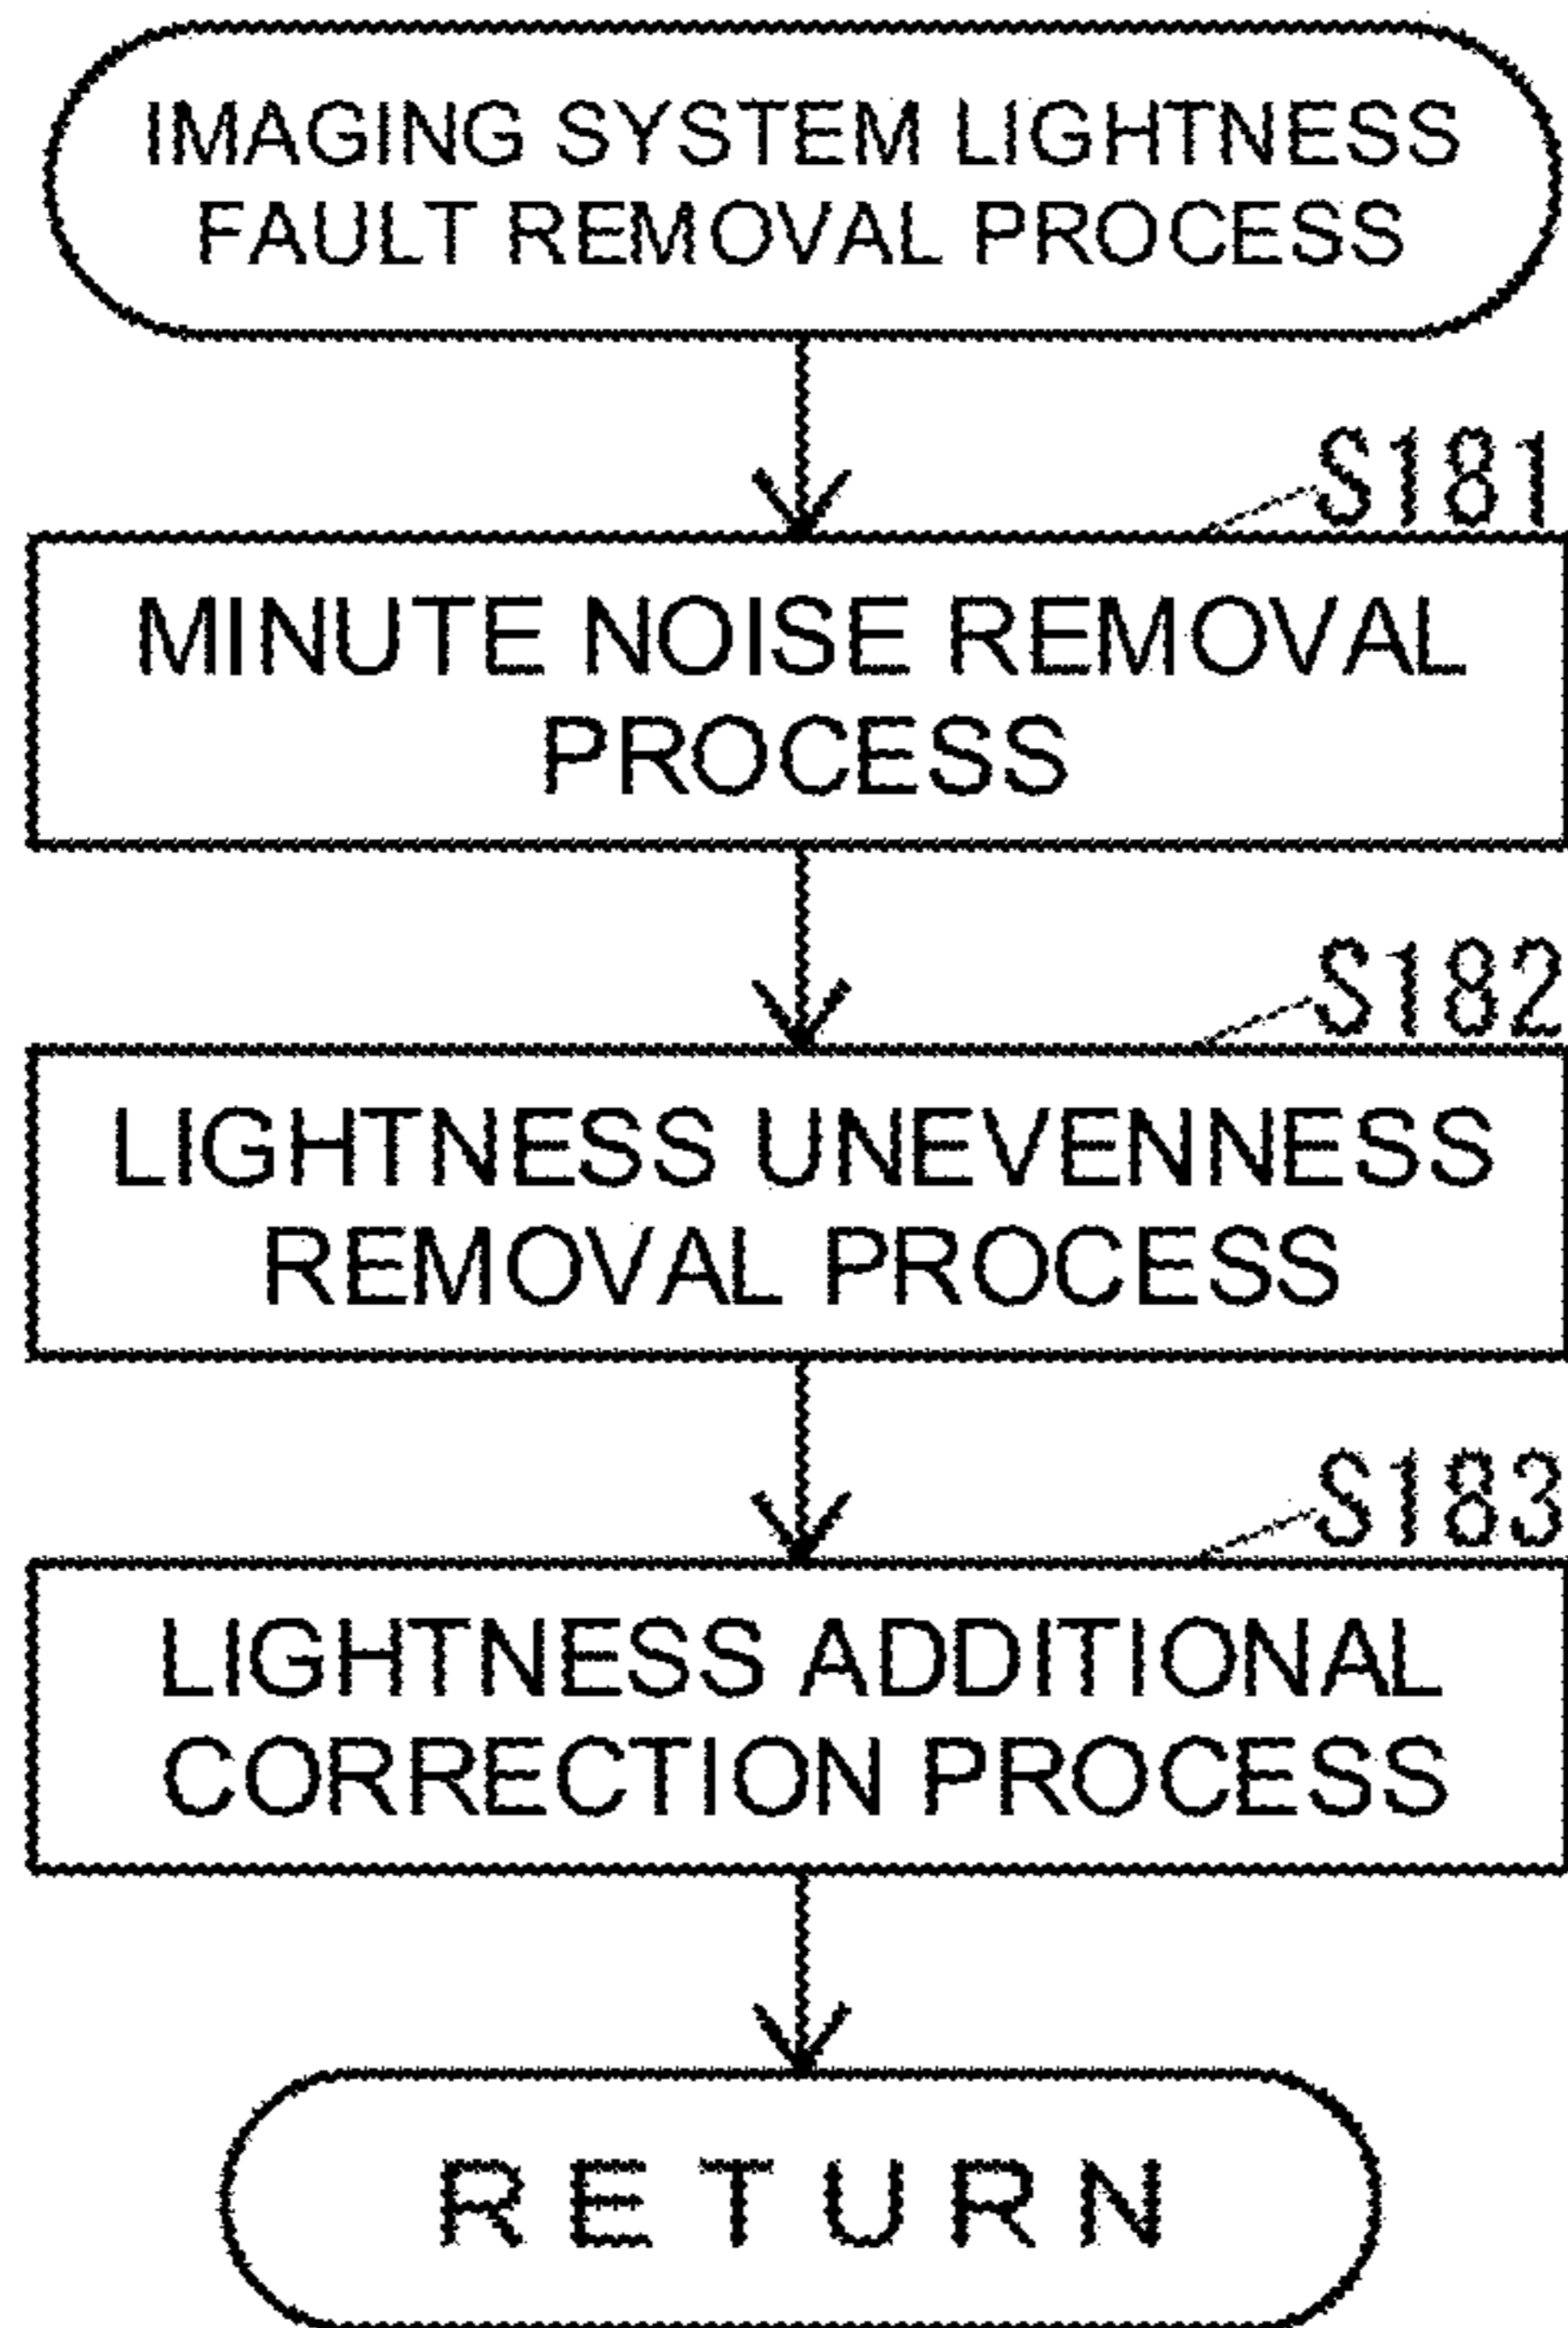 IMAGING SYSTEM LIGHTNESS
FAULT REMOVAL PROCESS
S181
MINUTE NOISE REMOVAL
PROCESS
S182
LIGHTNESS UNEVENNESS
REMOVAL PROCESS
S183
LIGHTNESS ADDITIONAL
CORRECTION PROCESS
RETURN